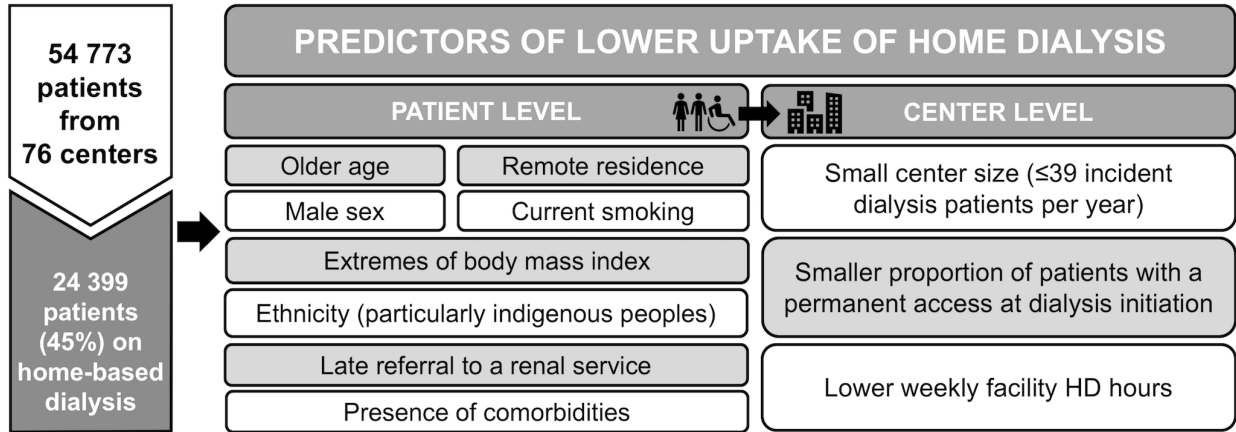 54 773
patients
from
76 centers
24 399
patients
(45%) on
home-based
dialysis
PREDICTORS OF LOWER UPTAKE OF HOME DIALYSIS
PATIENT LEVEL
Older age
Remote residence
Male sex
Current smoking
Extremes of body mass index
Ethnicity (particularly indigenous peoples)
Late referral to a renal service
Presence of comorbidities
CENTER LEVEL
Small center size (≤39 incident
dialysis patients per year)
Smaller proportion of patients with a
permanent access at dialysis initiation
Lower weekly facility HD hours